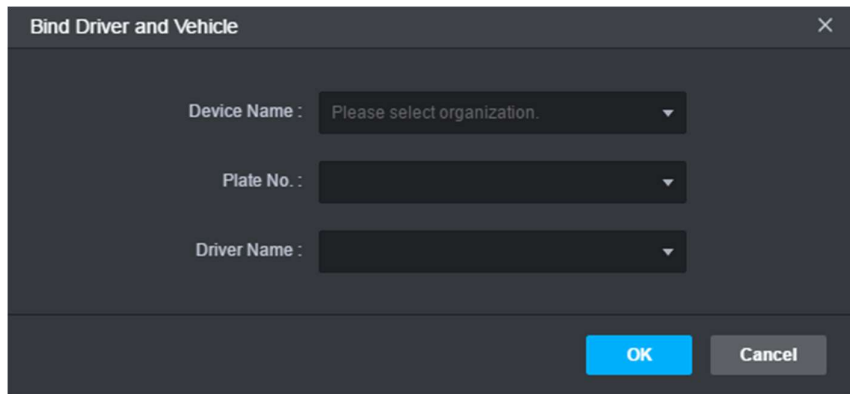 Bind Driver and Vehicle
Device Name : Please select organization.
Plate No. :
Driver Name :
OK Cancel